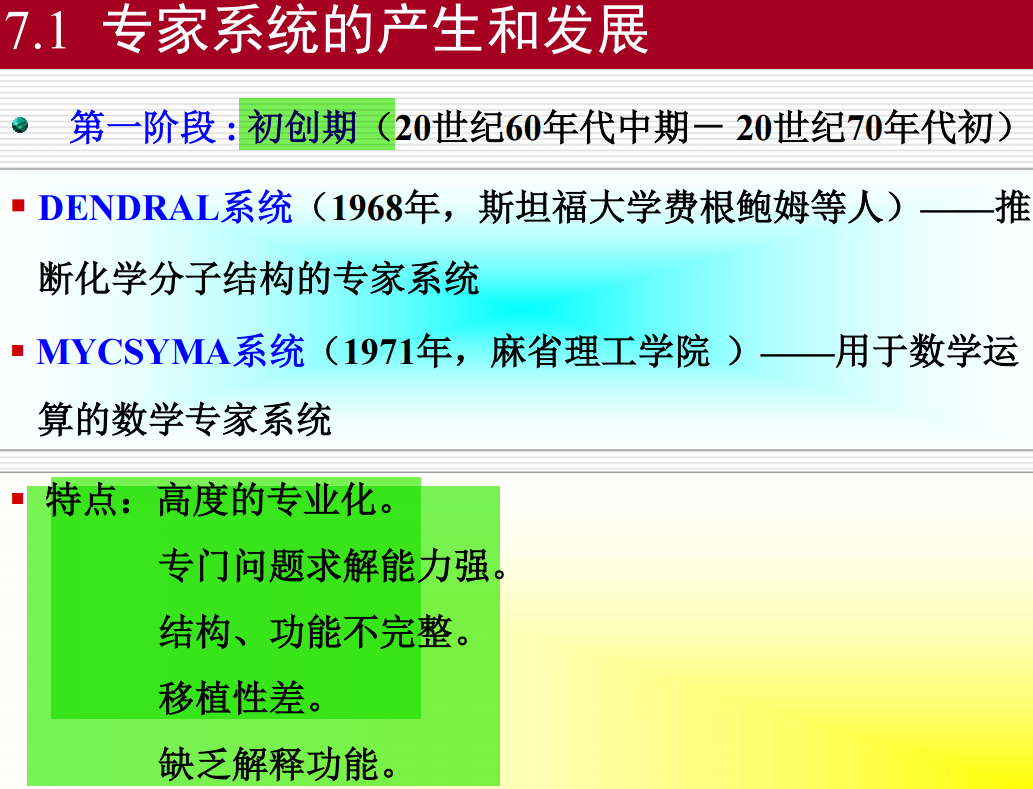 7.1 专家系统的产生和发展
第一阶段 : 初创期（20世纪60年代中期－ 20世纪70年代初）
DENDRAL系统（1968年，斯坦福大学费根鲍姆等人）——推
断化学分子结构的专家系统
MYCSYMA系统（1971年，麻省理工学院 ）——用于数学运
算的数学专家系统
特点：高度的专业化。
专门问题求解能力强。
结构、功能不完整。
移植性差。
缺乏解释功能。